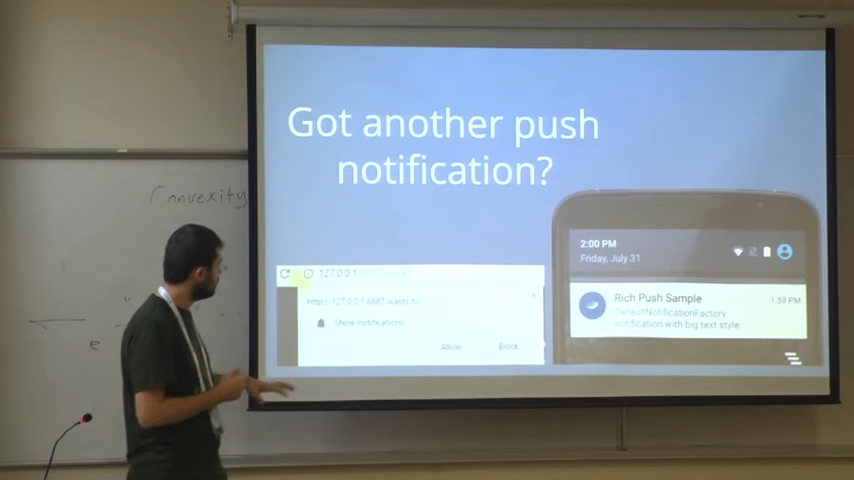 Got another push
notification?
Convexity
e
127.0.0.1
http://127.0.0.1:8887 wants to:
Show notifications
Allow
Block
2:00 PM
Friday, July 31
Rich Push Sample
1:59 PM
DefaultNotificationFactory
notification with big text style.